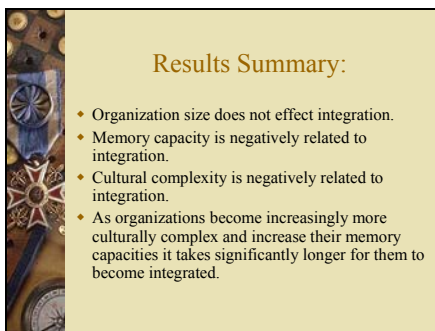 Results Summary:
Organization size does not effect integration.
Memory capacity is negatively related to
integration.
Cultural complexity is negatively related to
integration.
As organizations become increasingly more
culturally complex and increase their memory
capacities it takes significantly longer for them to
become integrated.